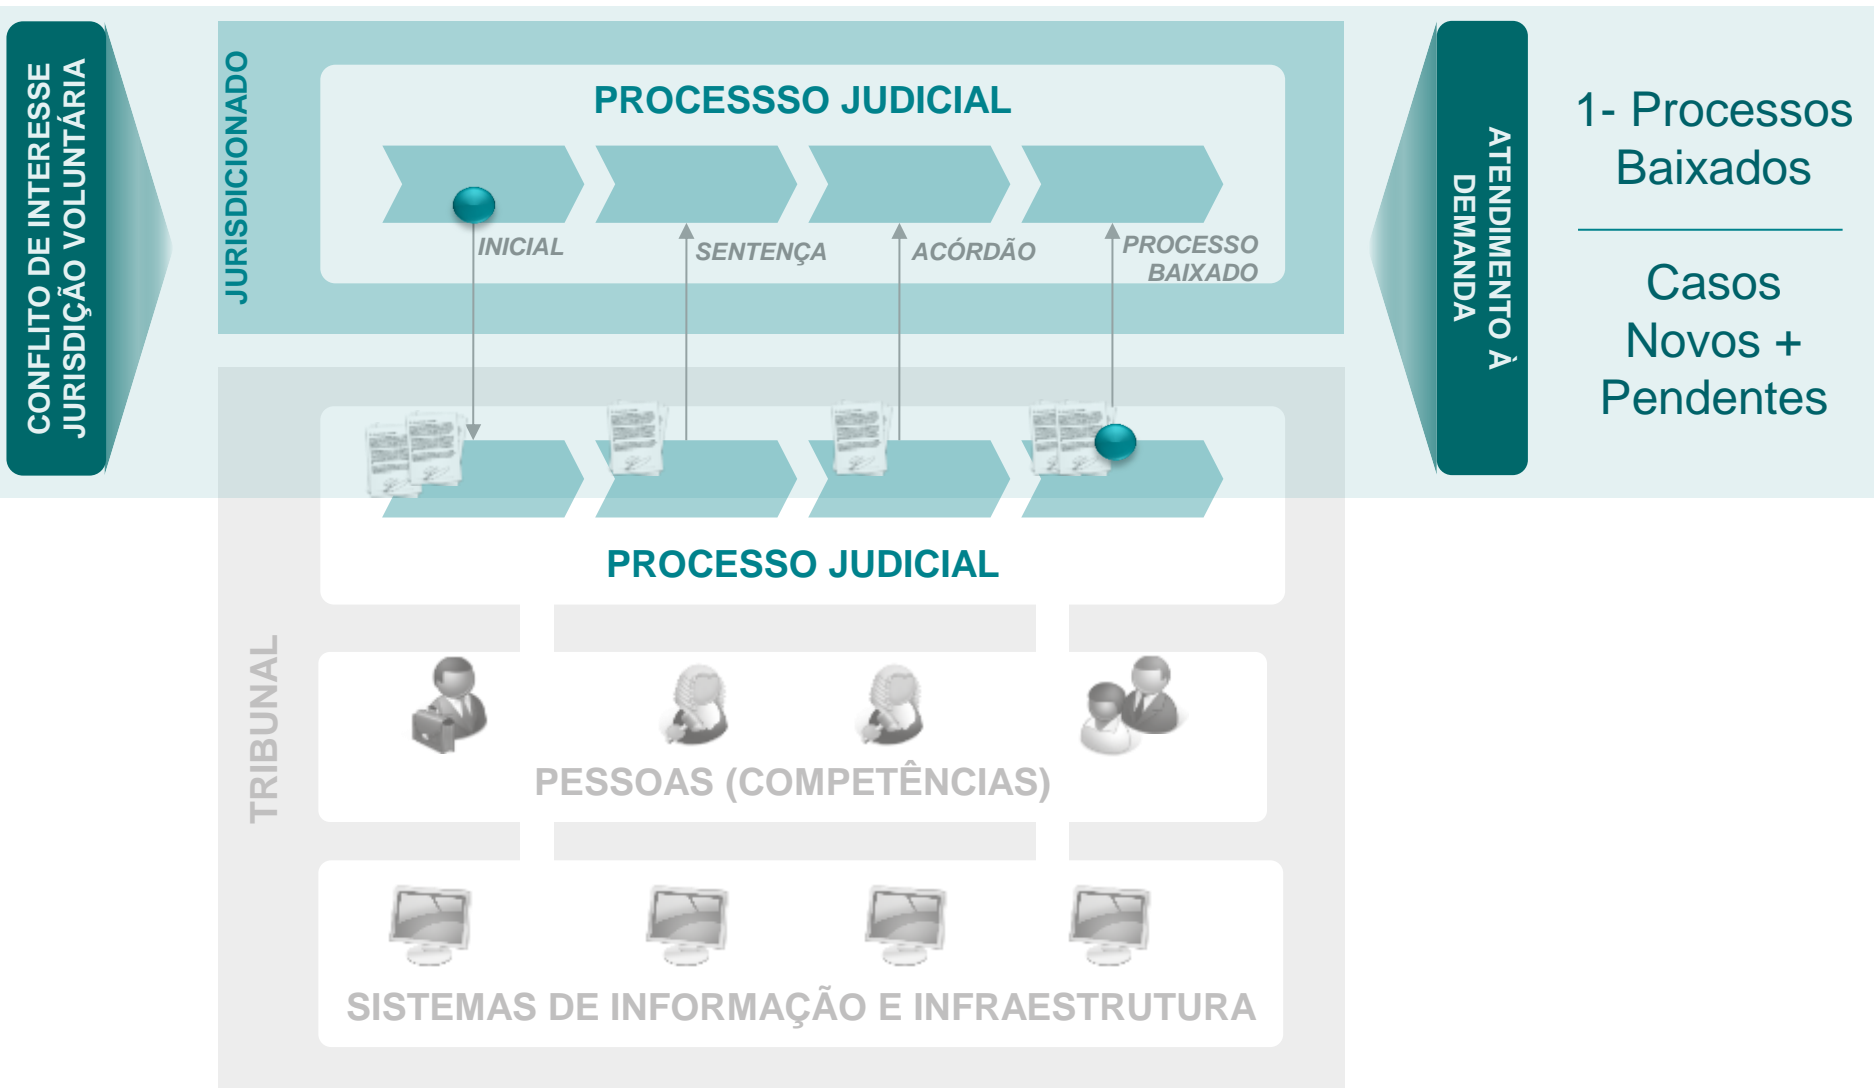 CONFLITO DE INTERESSE
JURISDIÇÃO VOLUNTÁRIA
JURISDICIONADO
PROCESSSO JUDICIAL
INICIAL
SENTENÇA
ACÓRDÃO
PROCESSO
BAIXADO
ATENDIMENTO À
DEMANDA
1- Processos
Baixados
Casos
Novos +
Pendentes
PROCESSO JUDICIAL
TRIBUNAL
PESSOAS (COMPETÊNCIAS)
SISTEMAS DE INFORMAÇÃO E INFRAESTRUTURA